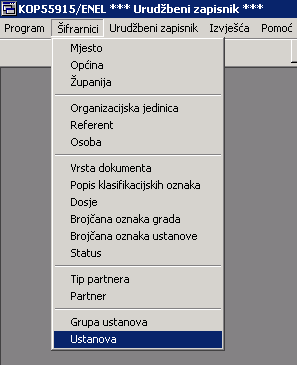 KOP55915/ENEL *** Urudžbeni zapisnik ***
Program Šifrarnici Urudžbeni zapisnik Izvješća Pomoć
Mjesto
Općina
Županija
Organizacijska jedinica
Referent
Osoba
Vrsta dokumenta
Popis klasifikacijskih oznaka
Dosje
Brojčana oznaka grada
Brojčana oznaka ustanove
Status
Tip partnera
Partner
Grupa ustanova
Ustanova